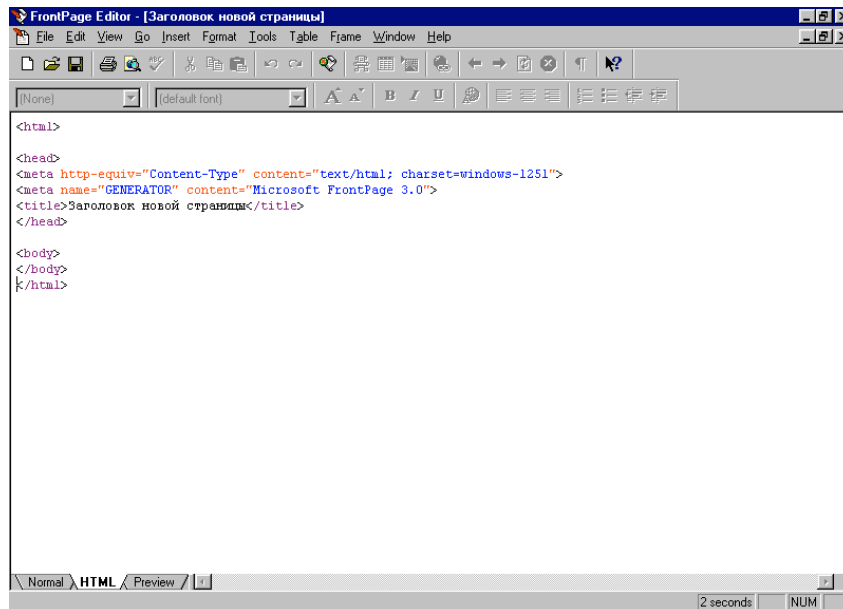 FrontPage Editor - [Заголовок новой страницы]
File Edit View Go Insert Format Tools Table Frame Window Help
(None) (default font) A A B I U
<html>
<head>
<meta http-equiv="Content-Type" content="text/html; charset=windows-1251">
<meta name="GENERATOR" content="Microsoft FrontPage 3.0">
<title>Заголовок новой страницы</title>
</head>
<body>
</body>
</html>
Normal HTML Preview
2 seconds NUM